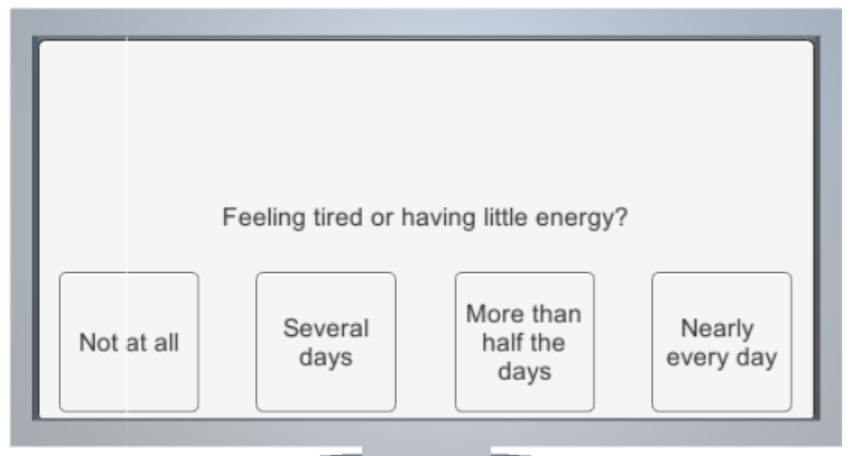 Feeling tired or having little energy?
Not at all
Several
days
More than
half the
days
Nearly
every day